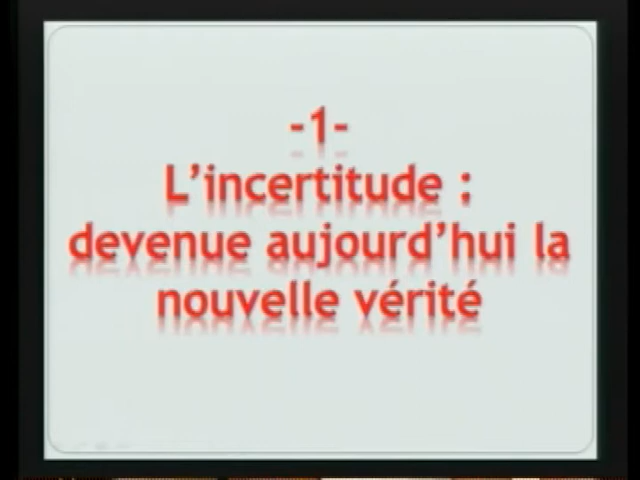 -1-
L’incertitude :
devenue aujourd’hui la
nouvelle vérité